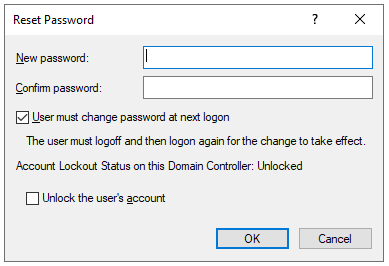 Reset Password
New password:
Confirm password:
User must change password at next logon
The user must logoff and then logon again for the change to take effect.
Account Lockout Status on this Domain Controller: Unlocked
Unlock the user's account
OK Cancel